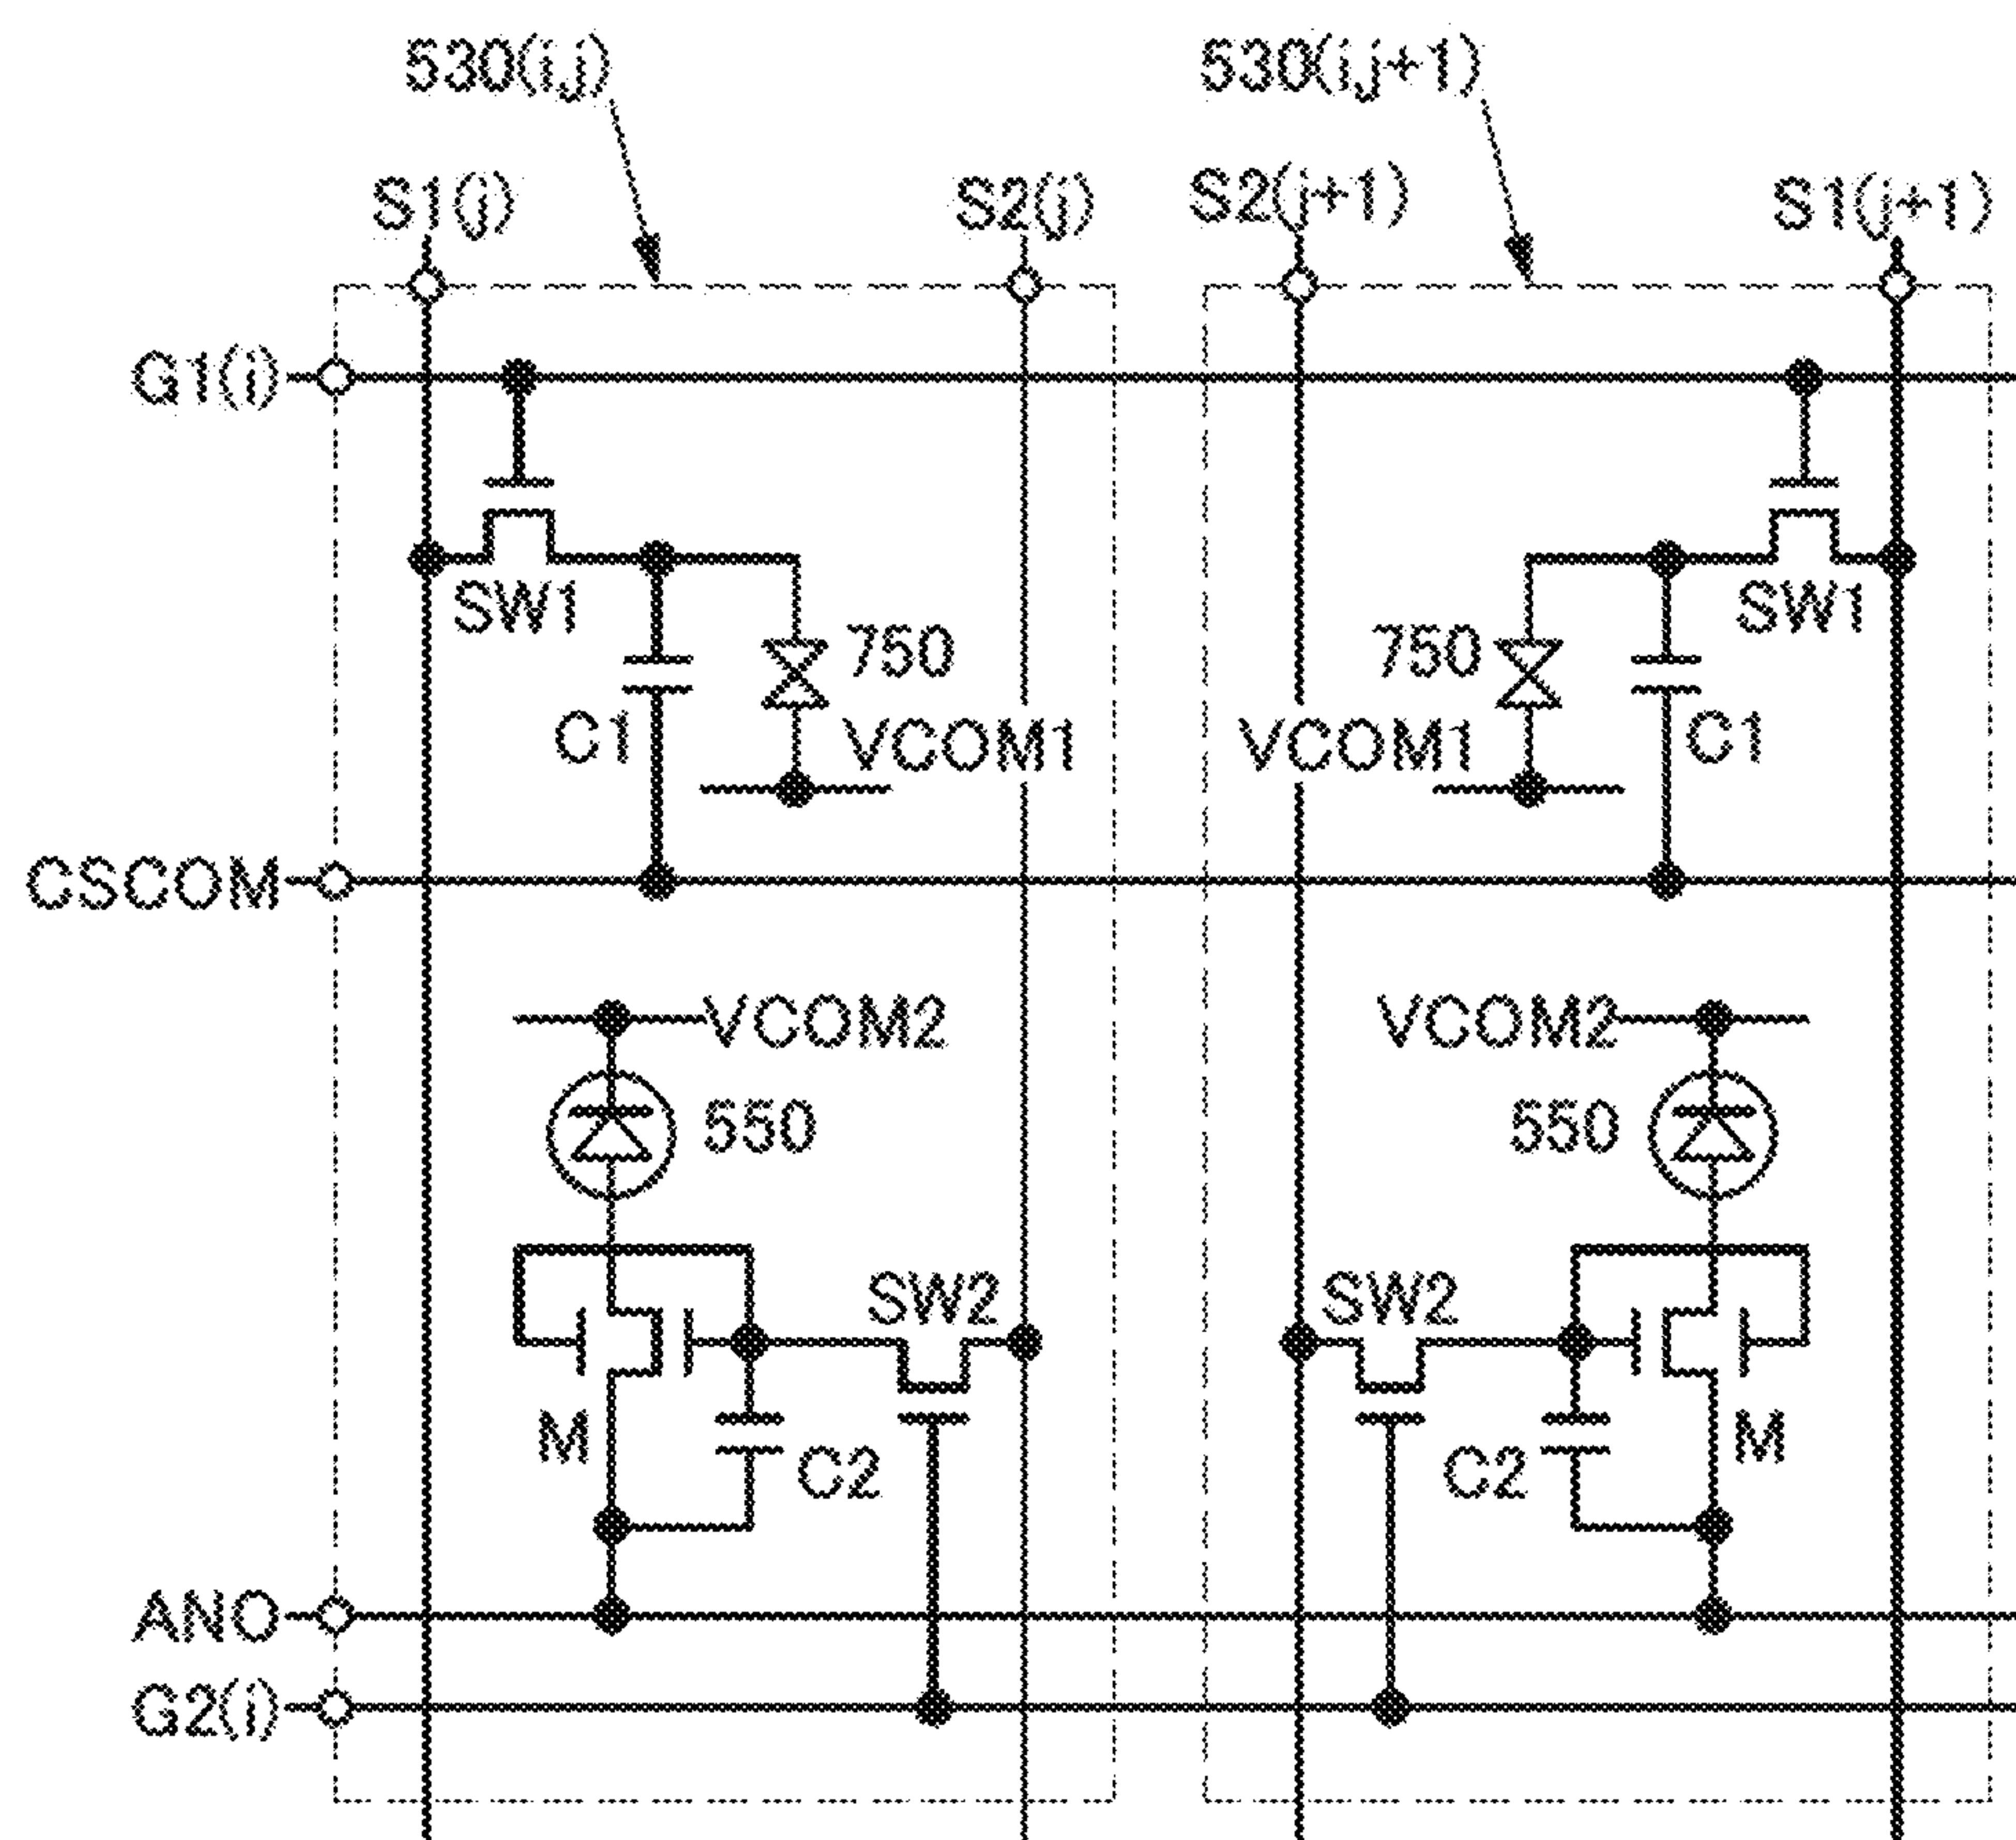 530(i,j) 530(i,j+1)
S1(j) S2(j) S2(j+1) S1(j+1)
G1(i)
SW1 SW1
750 750
C1 VCOM1 VCOM1 C1
CSCOM
VCOM2 VCOM2
550 550
SW2 SW2
M C2 C2 M
ANO
G2(i)